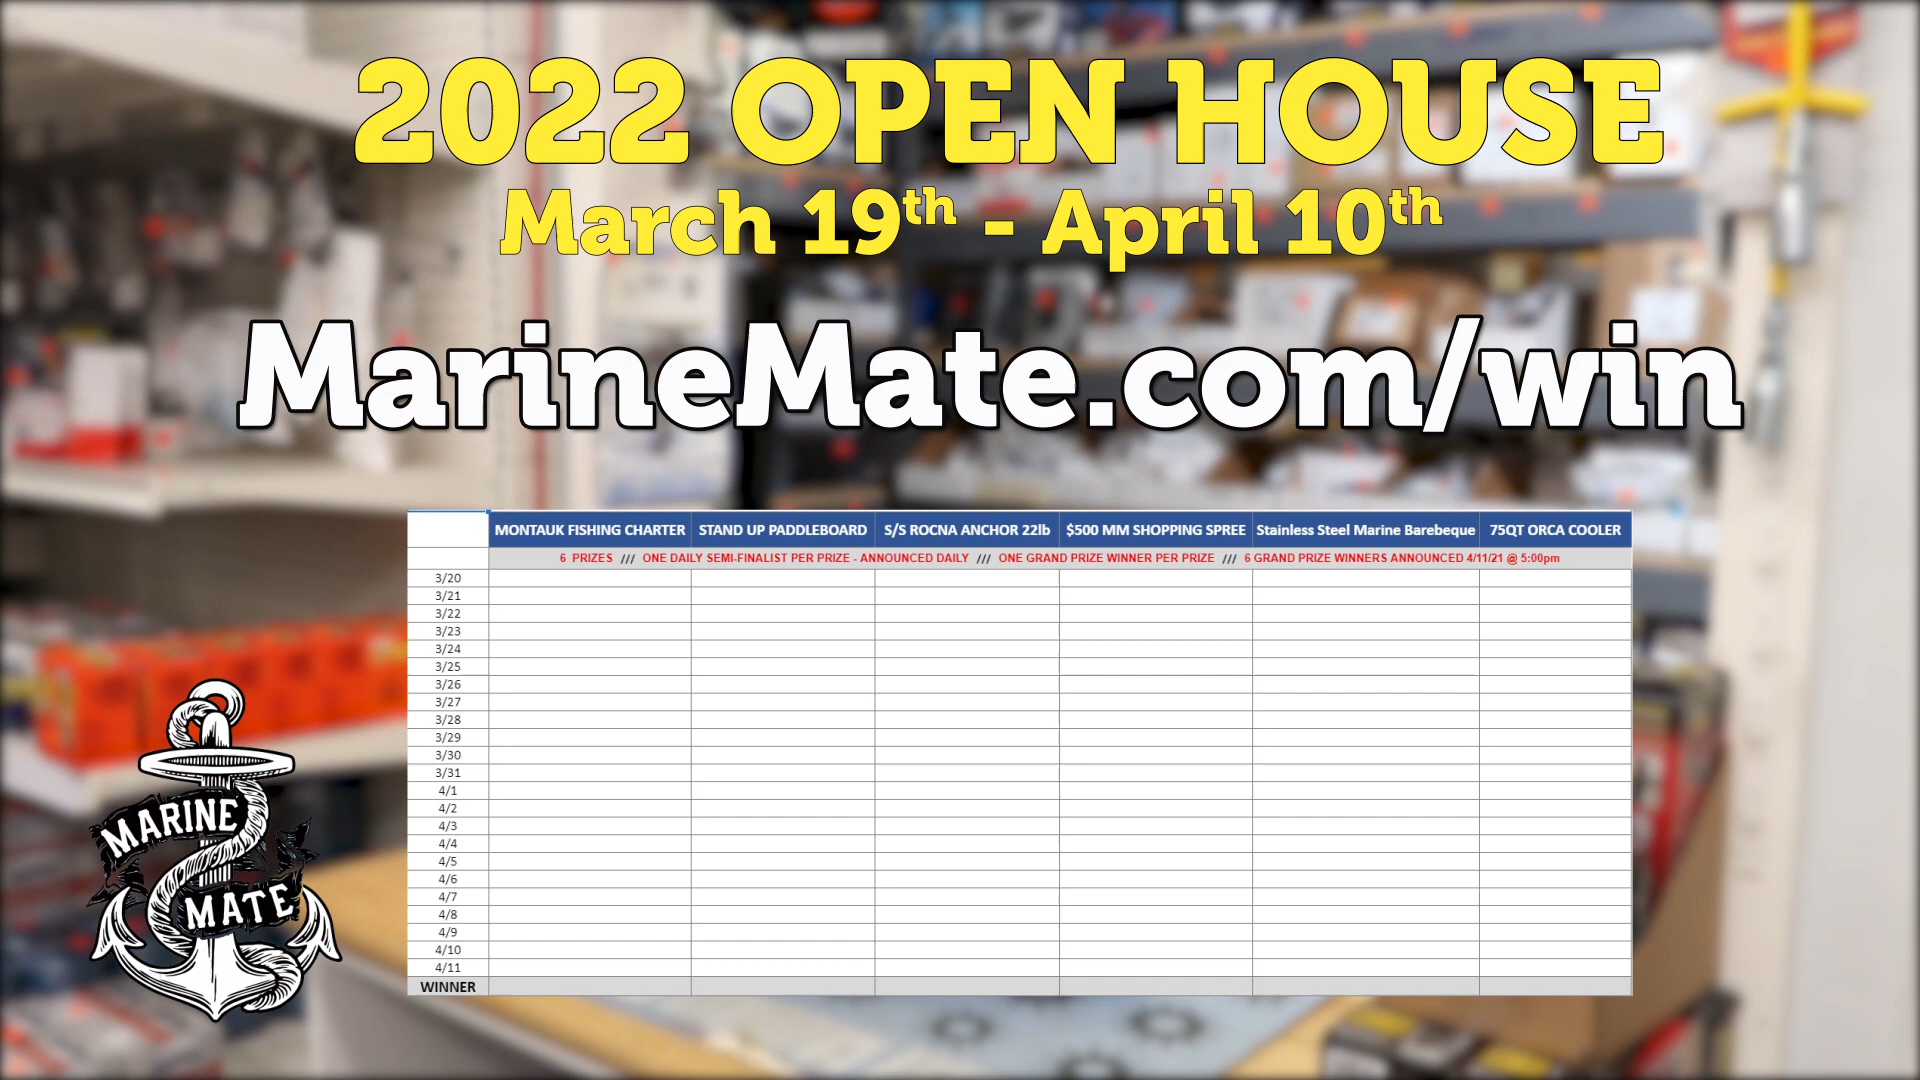 2022 OPEN HOUSE
March 19th - April 10th
MarineMate.com/win
MONTAUK FISHING CHARTER STAND UP PADDLEBOARD S/S ROCNA ANCHOR 22lb $500 MM SHOPPING SPREE Stainless Steel Marine Barebeque 75QT ORCA COOLER
6 PRIZES /// ONE DAILY SEMI-FINALIST PER PRIZE - ANNOUNCED DAILY /// ONE GRAND PRIZE WINNER PER PRIZE /// 6 GRAND PRIZE WINNERS ANNOUNCED 4/11/21 @ 5:00pm
3/20
3/21
3/22
3/23
3/24
3/25
3/26
3/27
3/28
3/29
3/30
3/31
4/1
4/2
4/3
4/4
4/5
4/6
4/7
4/8
4/9
4/10
4/11
WINNER
MARINE
MATE